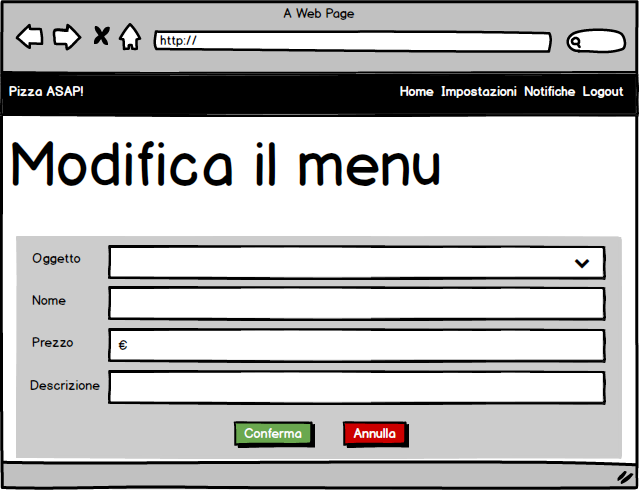 A Web Page
http://
Pizza ASAP! Home Impostazioni Notifiche Logout
Modifica il menu
Oggetto
Nome
Prezzo €
Descrizione
Conferma Annulla